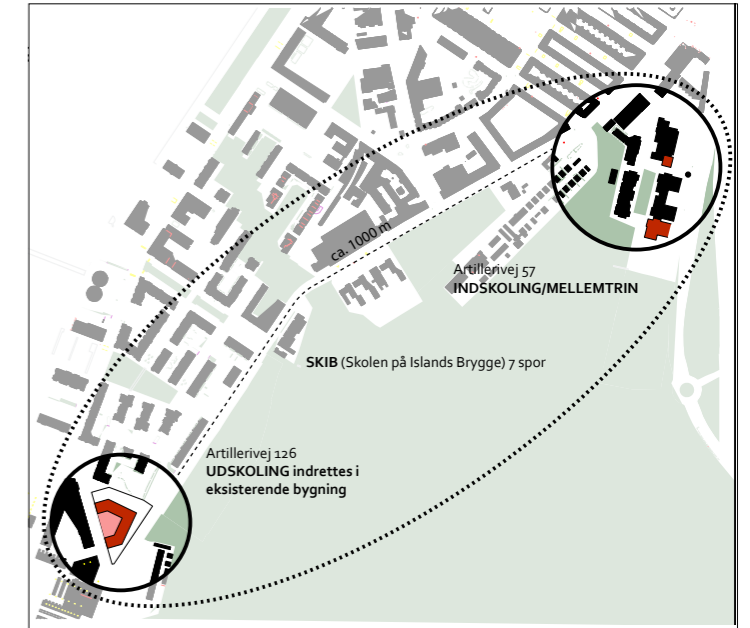 ca. 1000 m
Artillerivej 57
INDSKOLING/MELLEMTRIN
SKIB (Skolen på Islands Brygge) 7 spor
Artillerivej 126
UDSKOLING indrettes i
eksisterende bygning